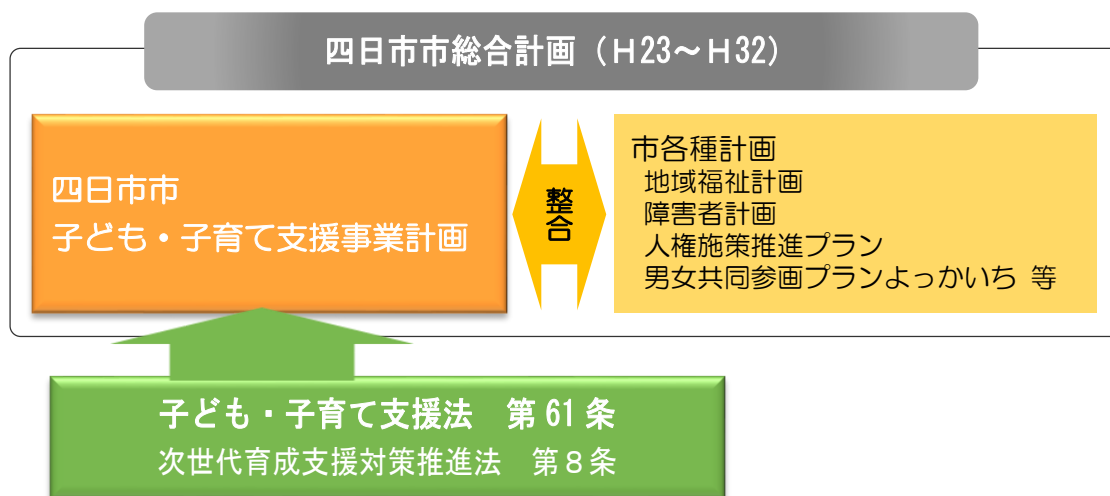 四日市市総合計画（Ｈ23～Ｈ32）
四日市市
子ども・子育て支援事業計画
整合
市各種計画
地域福祉計画
障害者計画
人権施策推進プラン
男女共同参画プランよっかいち 等
子ども・子育て支援法　第 61 条
次世代育成支援対策推進法　第８条